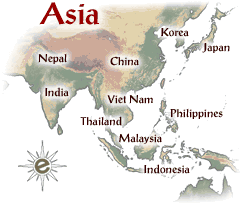 Asia
Korea
Japan
Nepal
China
India
Viet Nam
Philippines
Thailand
Malaysia
Indonesia
e